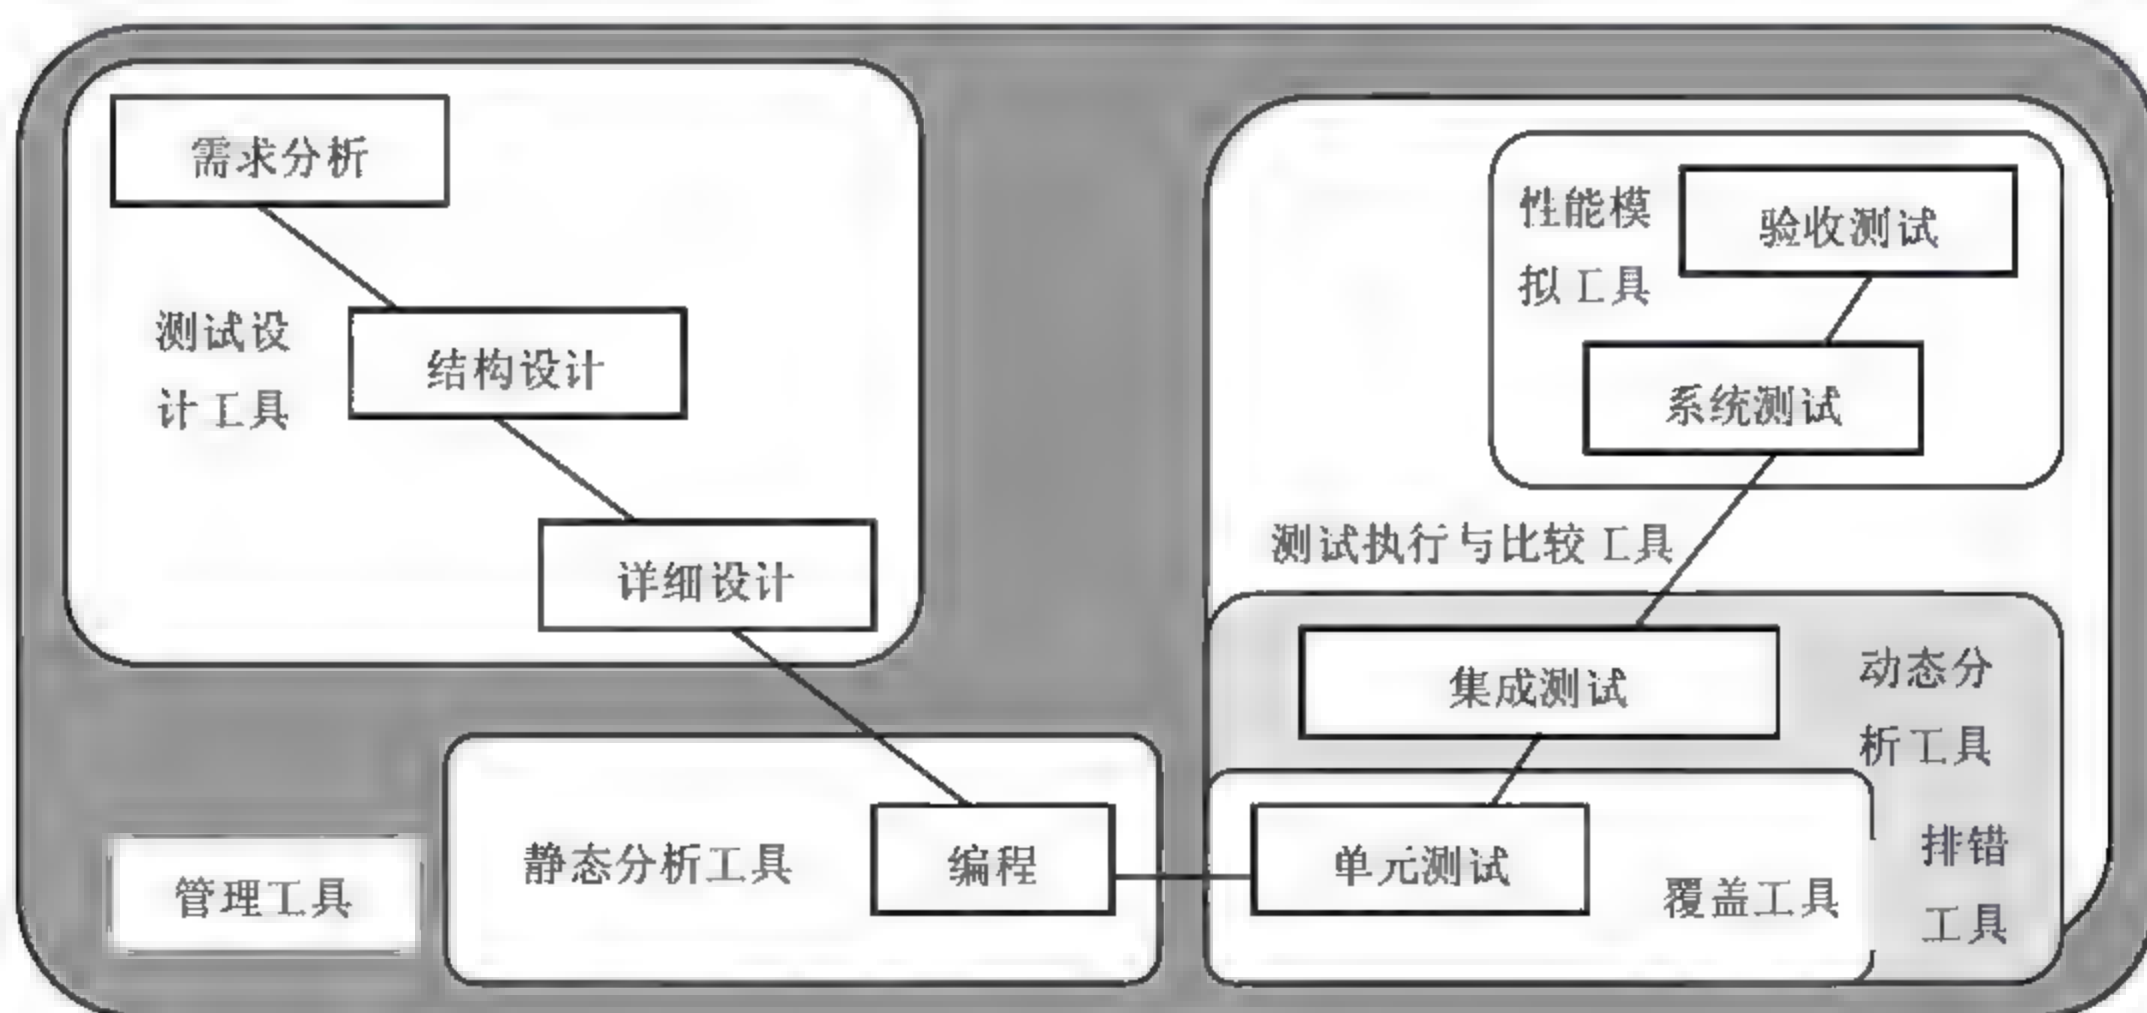 需求分析
测试设
计工具
结构设计
详细设计
管理工具
静态分析工具
编程
性能模
拟工具
验收测试
系统测试
测试执行与比较工具
集成测试
动态分
析工具
单元测试
覆盖工具
排错
工具